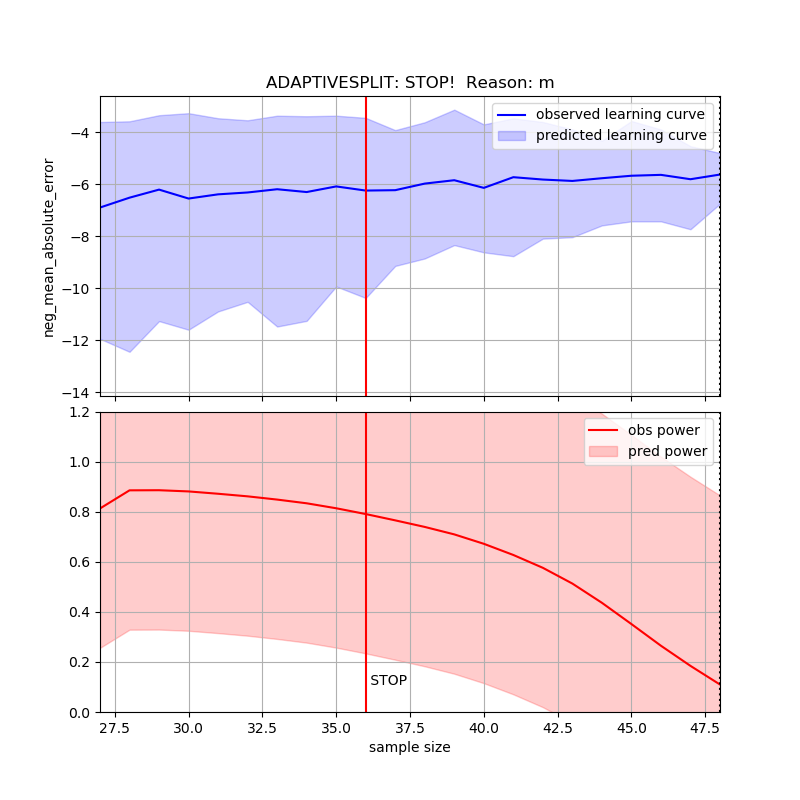 ADAPTIVESPLIT: STOP!  Reason: m
observed learning curve
predicted learning curve
neg_mean_absolute_error
−4
−6
−8
−10
−12
−14
obs power
pred power
1.2
1.0
0.8
0.6
0.4
0.2
0.0
STOP
27.5 30.0 32.5 35.0 37.5 40.0 42.5 45.0 47.5
sample size